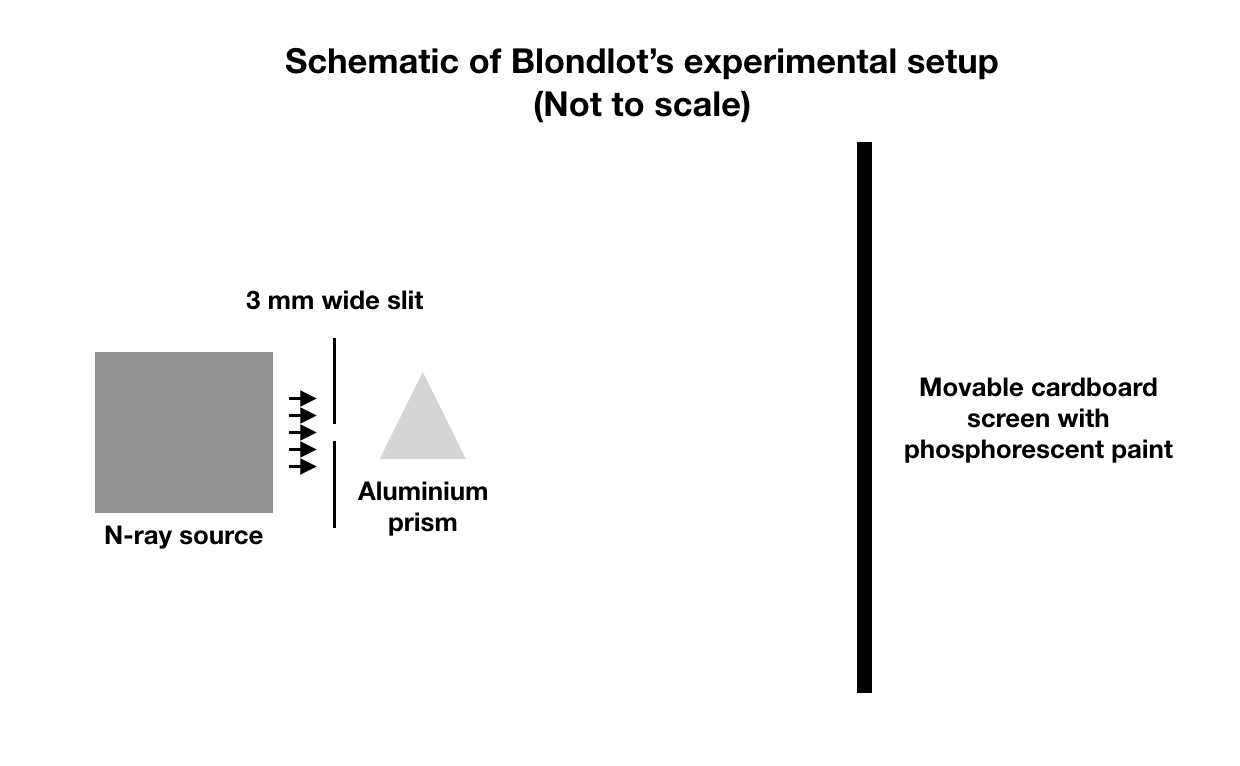 Schematic of Blondlot’s experimental setup
(Not to scale)
3 mm wide slit
N-ray source
Aluminium
prism
Movable cardboard
screen with
phosphorescent paint